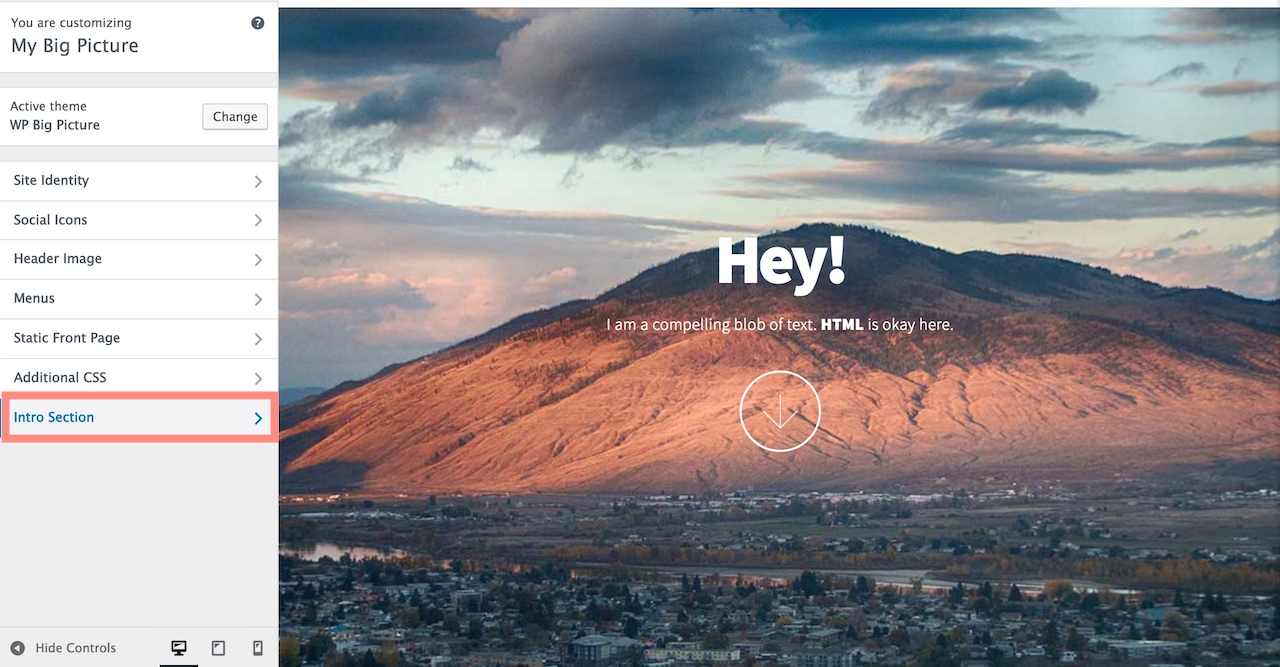 You are customizing
My Big Picture
Active theme
WP Big Picture
Change
Site Identity
Social Icons
Header Image
Menus
Static Front Page
Additional CSS
Intro Section
Hide Controls
Hey!
I am a compelling blob of text. HTML is okay here.